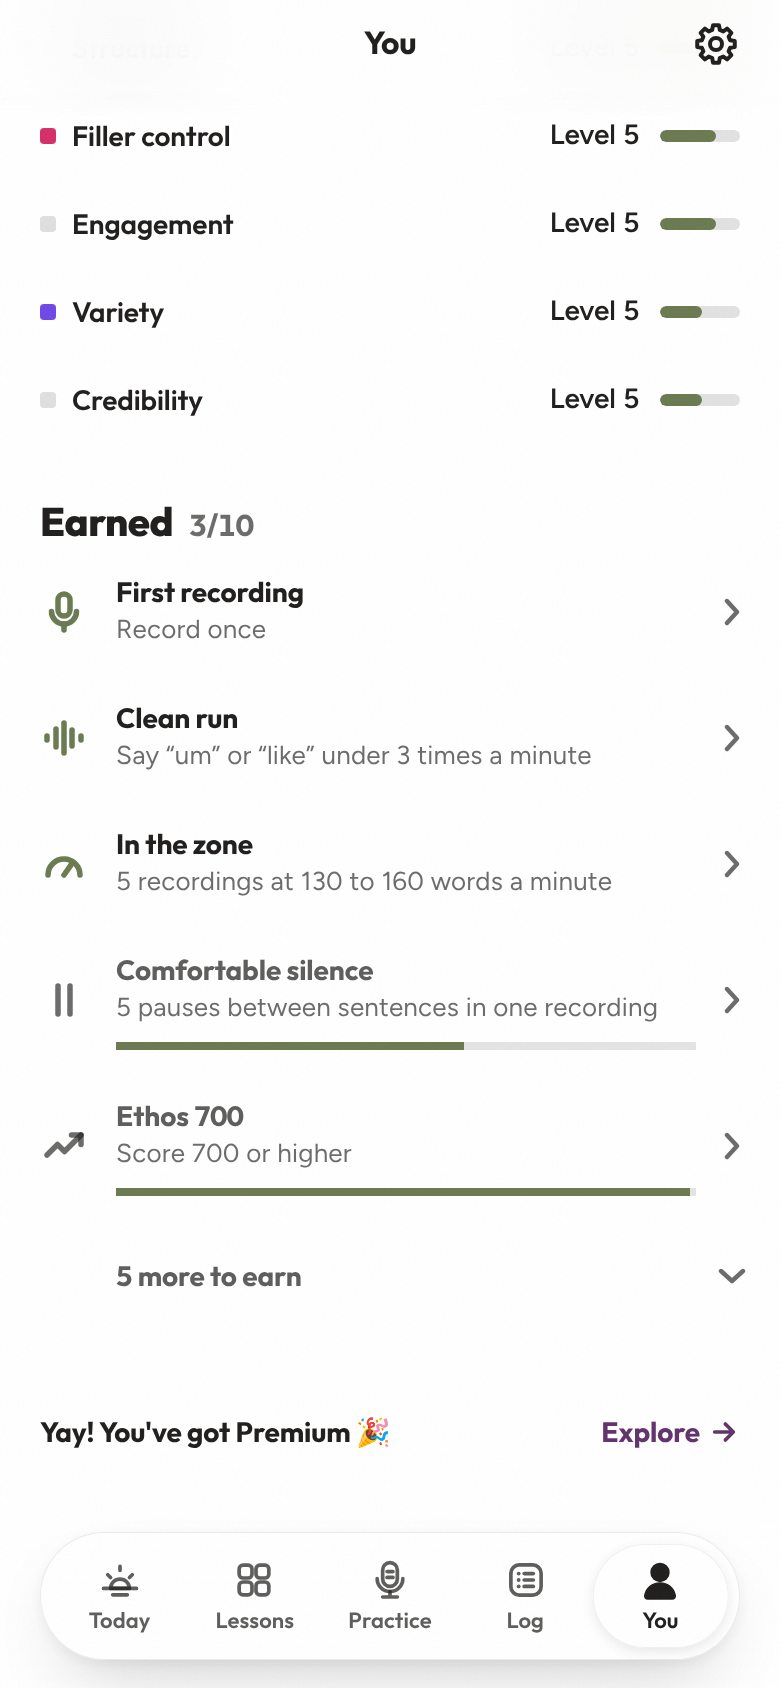 You
Structure Level 5
Filler control Level 5
Engagement Level 5
Variety Level 5
Credibility Level 5
Earned 3/10
First recording
Record once
Clean run
Say “um” or “like” under 3 times a minute
In the zone
5 recordings at 130 to 160 words a minute
Comfortable silence
5 pauses between sentences in one recording
Ethos 700
Score 700 or higher
5 more to earn
Yay! You've got Premium 🎉 Explore →
Today Lessons Practice Log You